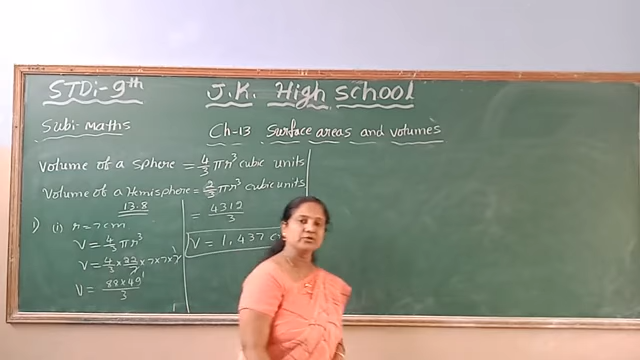 STD:- 9th
J.K. High school
Sub:- maths
Ch-13 Surface areas and volumes
Volume of a sphere = 4/3 πr³ cubic units
Volume of a Hemisphere = 2/3 πr³ cubic units
13.8
1) (i) r = 7cm
V = 4/3 πr³
V = 4/3 × 22/7 × 7×7×7
V = 88×49/3
= 4312/3
V = 1,437